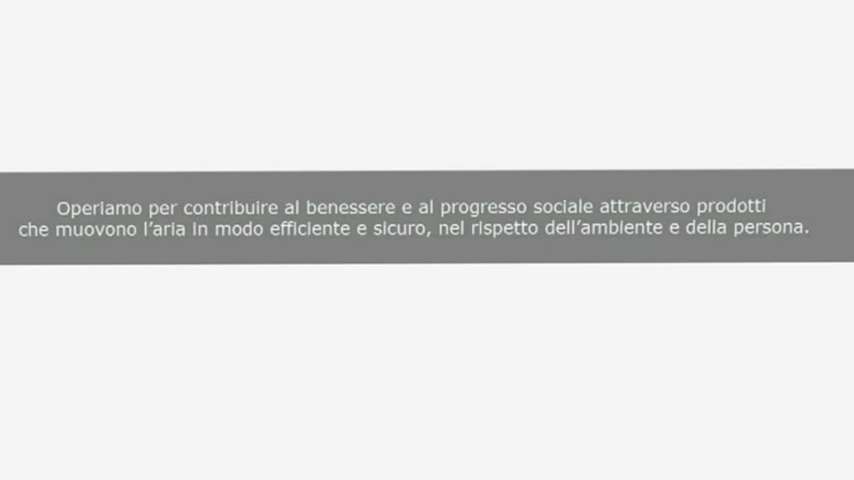 Operiamo per contribuire al benessere e al progresso sociale attraverso prodotti
che muovono l’aria in modo efficiente e sicuro, nel rispetto dell’ambiente e della persona.